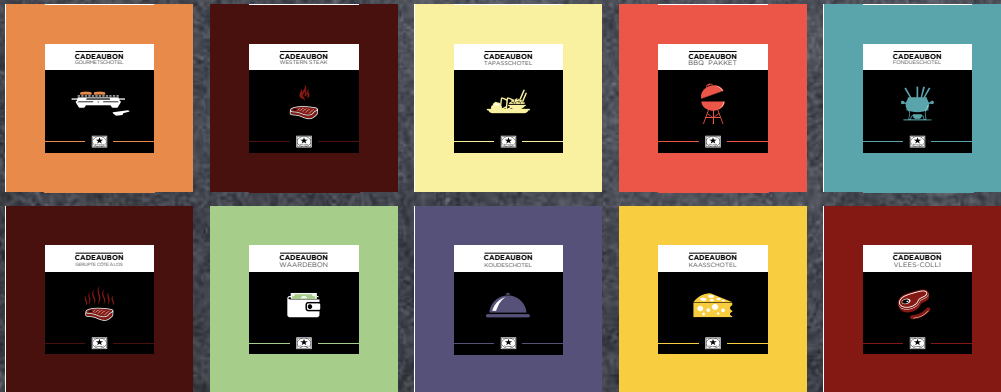 CADEAUBON
GOURMETSCHOTEL
CADEAUBON
WESTERN STEAK
CADEAUBON
TAPASSCHOTEL
CADEAUBON
BBQ PAKKET
CADEAUBON
FONDUESCHOTEL
CADEAUBON
GERIJPTE CÔTE À L'OS
CADEAUBON
WAARDEBON
CADEAUBON
KOUDESCHOTEL
CADEAUBON
KAASSCHOTEL
CADEAUBON
VLEES-COLLI